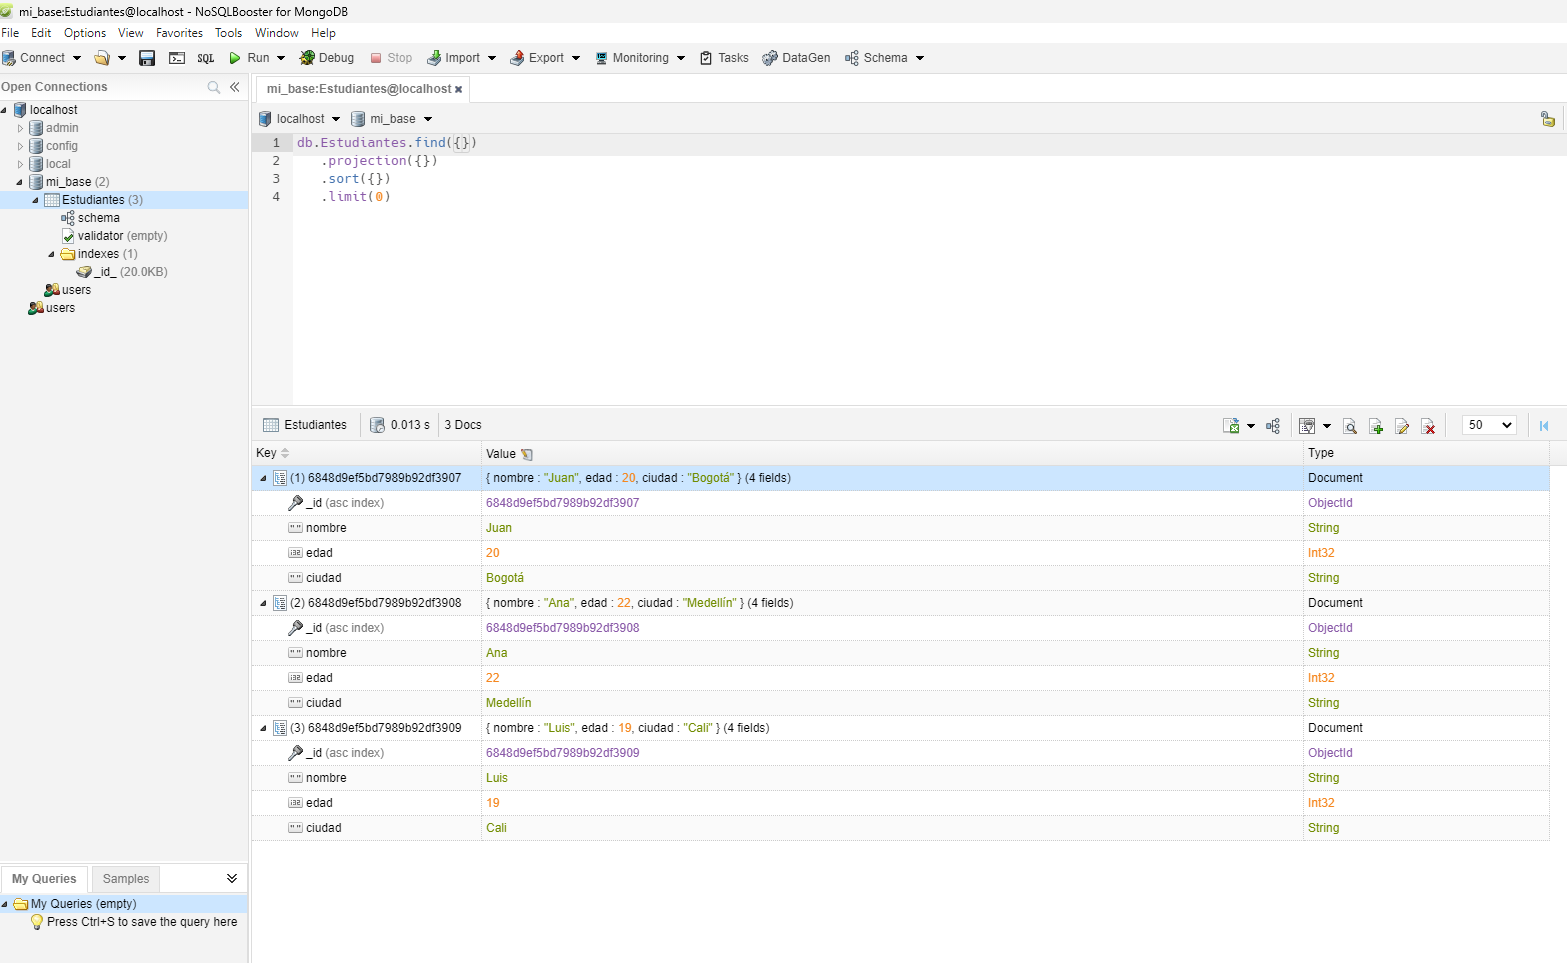 mi_base:Estudiantes@localhost - NoSQLBooster for MongoDB
File Edit Options View Favorites Tools Window Help
Connect SQL Run Debug Stop Import Export Monitoring Tasks DataGen Schema
Open Connections
localhost
admin
config
local
mi_base (2)
Estudiantes (3)
schema
validator (empty)
indexes (1)
_id_ (20.0KB)
users
users
My Queries Samples
My Queries (empty)
Press Ctrl+S to save the query here
mi_base:Estudiantes@localhost
localhost mi_base
1 db.Estudiantes.find({})
2 .projection({})
3 .sort({})
4 .limit(0)
Estudiantes 0.013 s 3 Docs 50
Key Value Type
(1) 6848d9ef5bd7989b92df3907 { nombre : "Juan", edad : 20, ciudad : "Bogotá" } (4 fields) Document
_id (asc index) 6848d9ef5bd7989b92df3907 ObjectId
"" nombre Juan String
i32 edad 20 Int32
"" ciudad Bogotá String
(2) 6848d9ef5bd7989b92df3908 { nombre : "Ana", edad : 22, ciudad : "Medellín" } (4 fields) Document
_id (asc index) 6848d9ef5bd7989b92df3908 ObjectId
"" nombre Ana String
i32 edad 22 Int32
"" ciudad Medellín String
(3) 6848d9ef5bd7989b92df3909 { nombre : "Luis", edad : 19, ciudad : "Cali" } (4 fields) Document
_id (asc index) 6848d9ef5bd7989b92df3909 ObjectId
"" nombre Luis String
i32 edad 19 Int32
"" ciudad Cali String